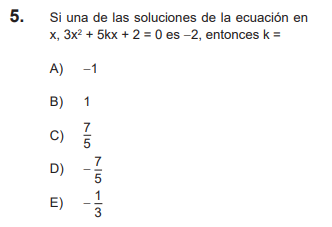 5. Si una de las soluciones de la ecuación en
x, 3x² + 5kx + 2 = 0 es −2, entonces k =
A) −1
B) 1
C) 7/5
D) −7/5
E) −1/3